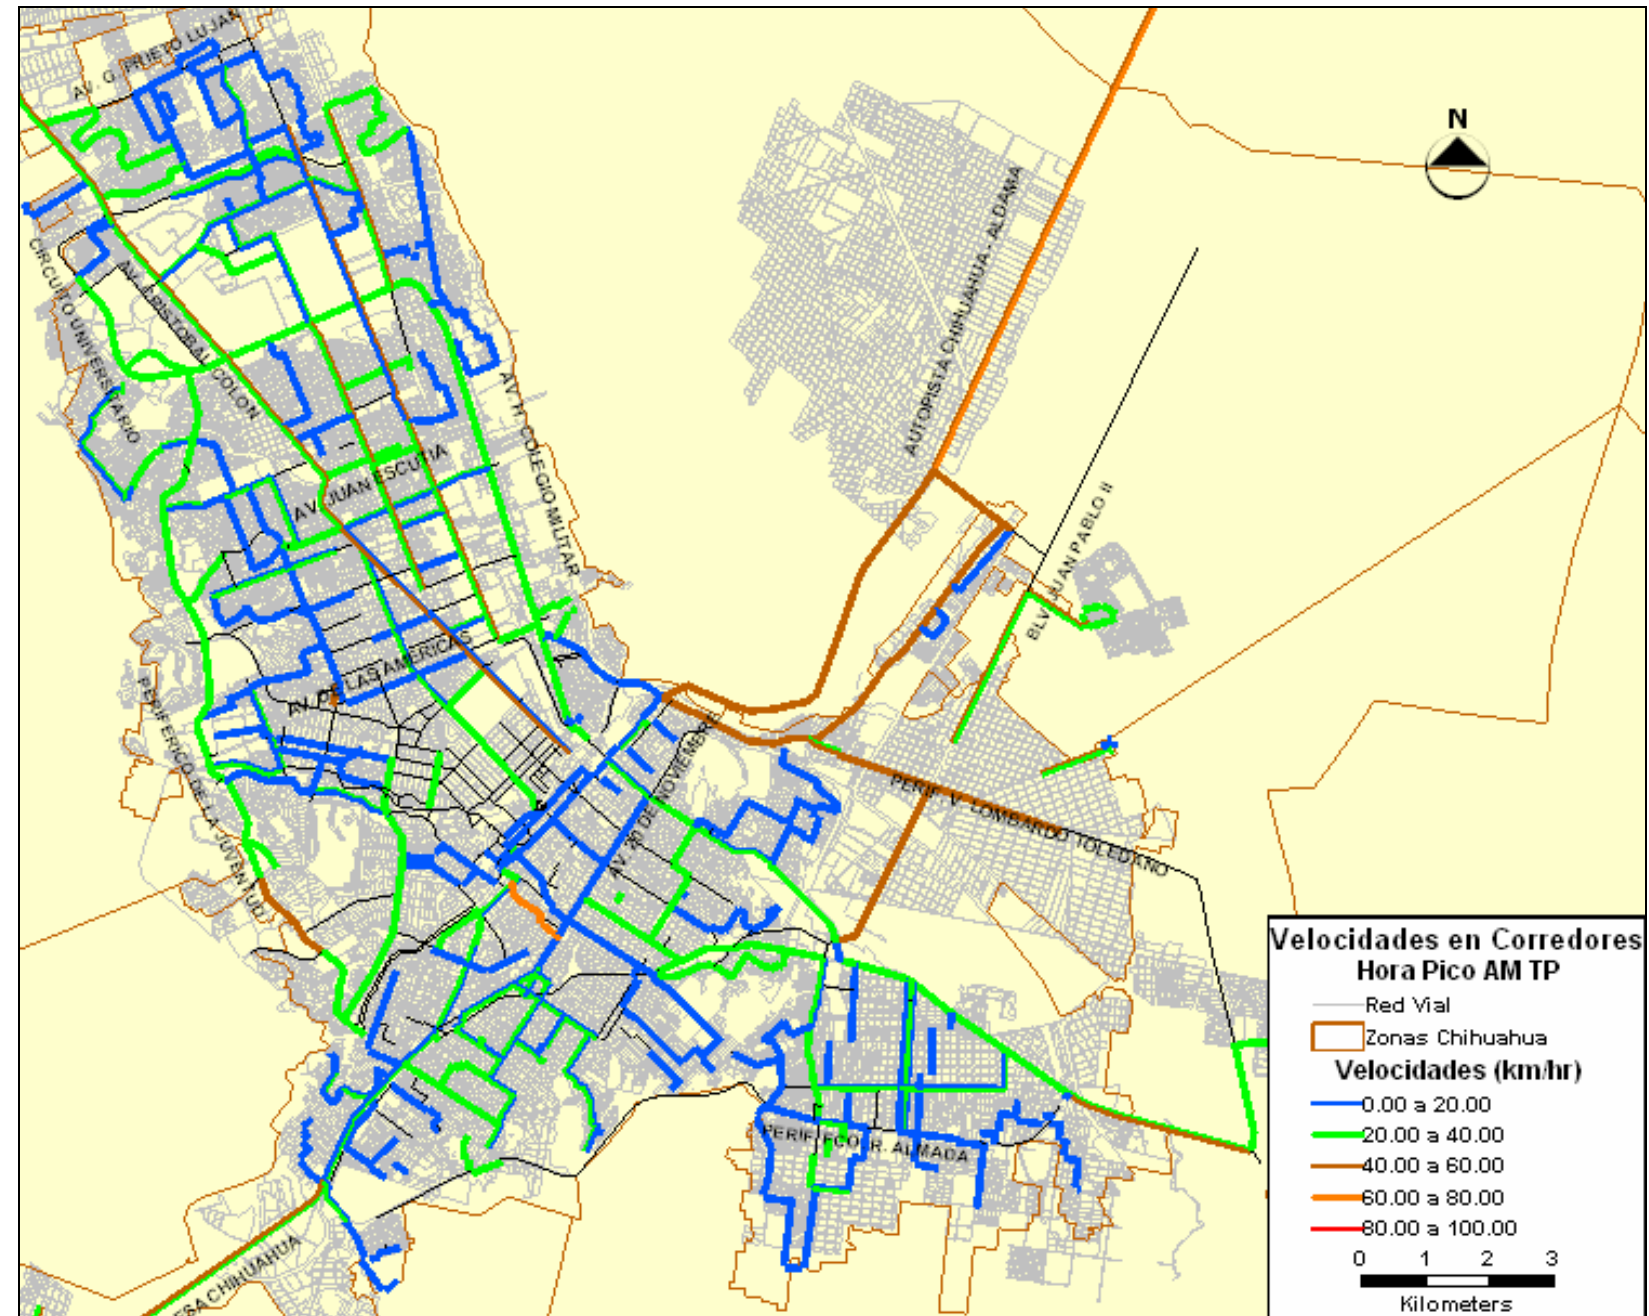 AV. G. PRIETO LUJAN
N
AUTOPISTA CHIHUAHUA - ALDAMA
CIRCUITO UNIVERSITARIO
AV. CRISTOBAL COLON
AV. H. COLEGIO MILITAR
AV. JUAN ESCUTIA
BLV. JUAN PABLO II
AV. DE LAS AMERICAS
PERIFERICO DE LA JUVENTUD
AV. 20 DE NOVIEMBRE
PERIF. V. LOMBARDO TOLEDANO
PERIFERICO R. ALMADA
ESA CHIHUAHUA
Velocidades en Corredores
Hora Pico AM TP
Red Vial
Zonas Chihuahua
Velocidades (km/hr)
0.00 a 20.00
20.00 a 40.00
40.00 a 60.00
60.00 a 80.00
80.00 a 100.00
0 1 2 3
Kilometers